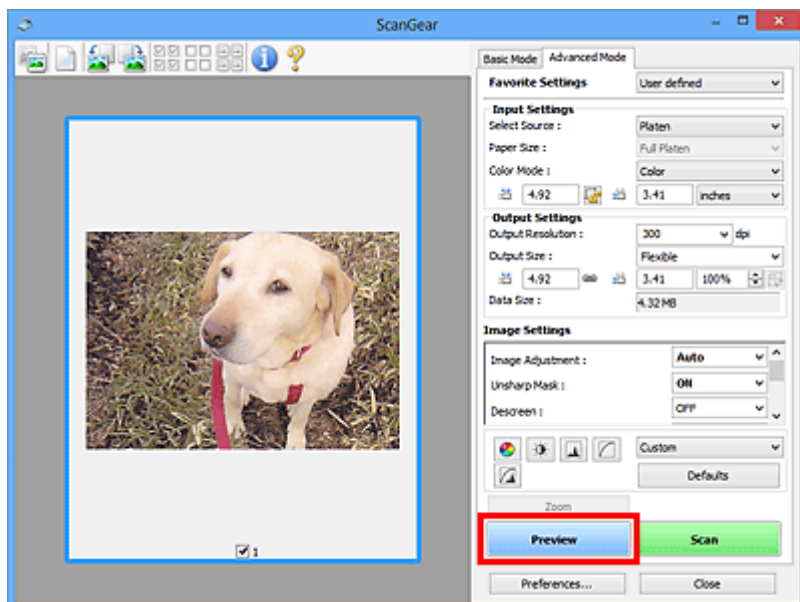 ScanGear
Basic Mode Advanced Mode
Favorite Settings User defined
Input Settings
Select Source : Platen
Paper Size : Full Platen
Color Mode : Color
4.92 3.41 inches
Output Settings
Output Resolution : 300 dpi
Output Size : Flexible
4.92 3.41 100%
Data Size : 4.32 MB
Image Settings
Image Adjustment : Auto
Unsharp Mask : ON
Descreen : OFF
Custom
Defaults
Zoom
Preview Scan
1
Preferences... Close